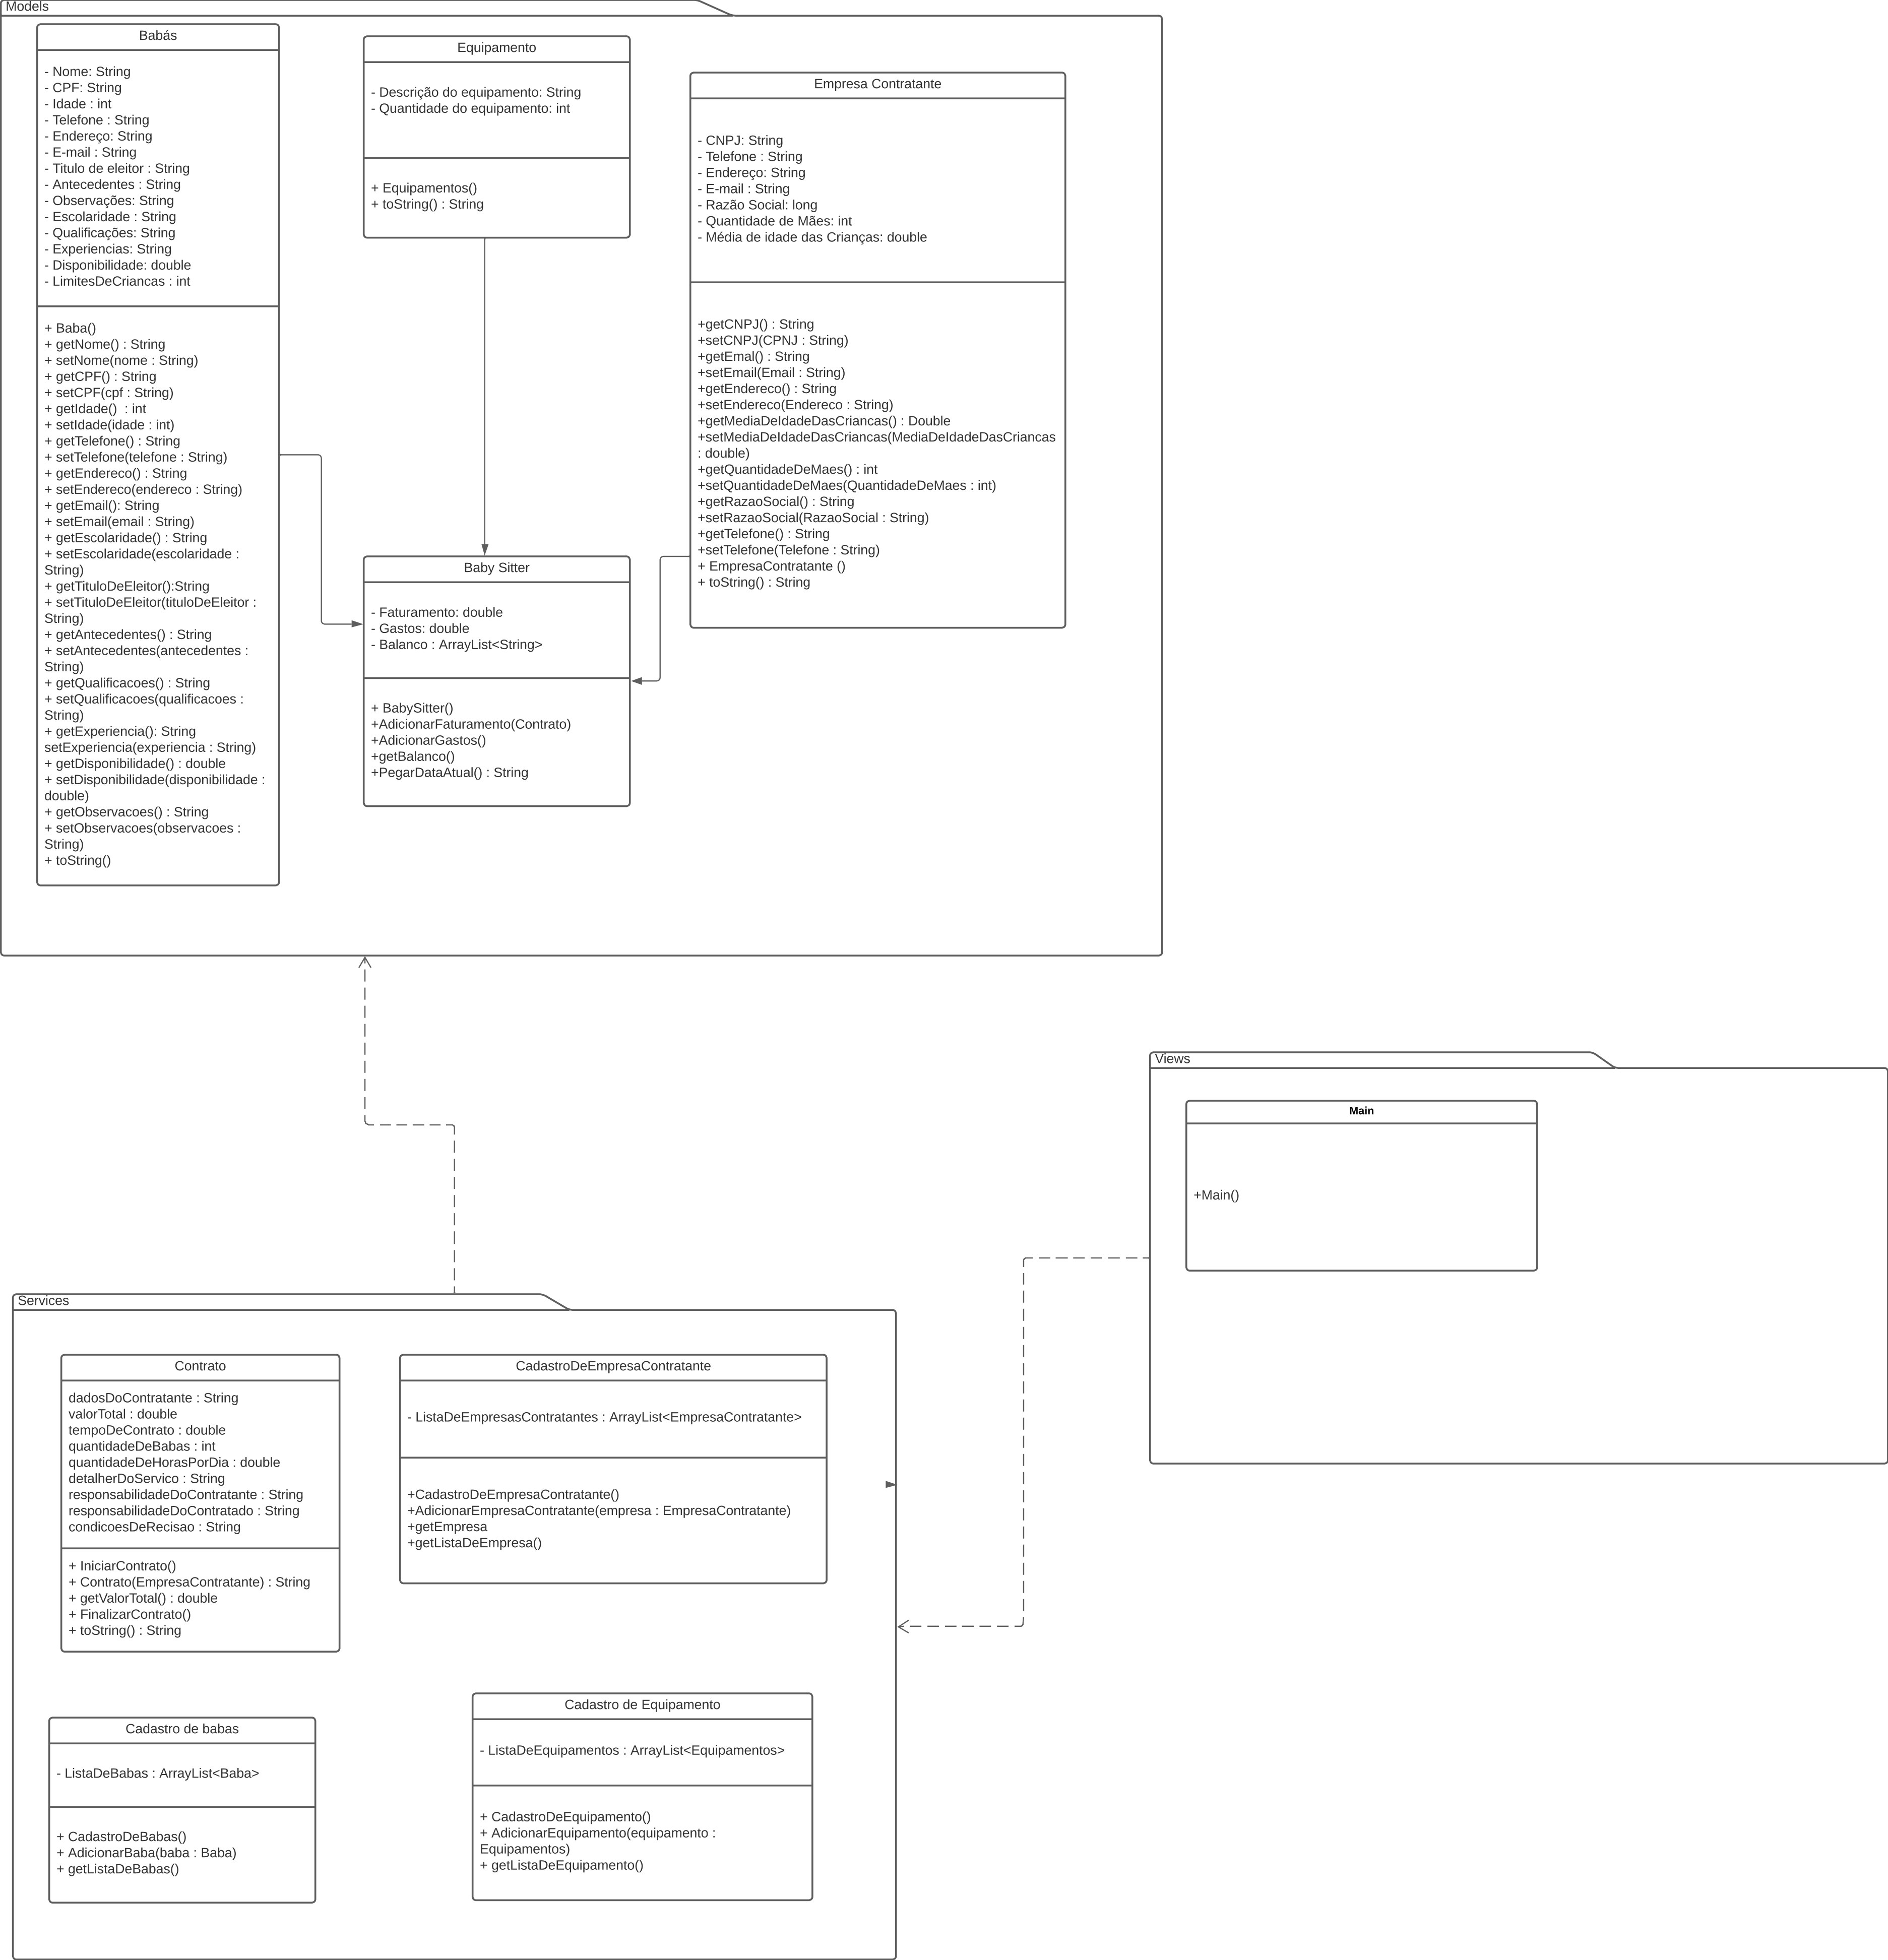 Models
Babás
- Nome: String
- CPF: String
- Idade : int
- Telefone : String
- Endereço: String
- E-mail : String
- Titulo de eleitor : String
- Antecedentes : String
- Observações: String
- Escolaridade : String
- Qualificações: String
- Experiencias: String
- Disponibilidade: double
- LimitesDeCriancas : int
+ Baba()
+ getNome() : String
+ setNome(nome : String)
+ getCPF() : String
+ setCPF(cpf : String)
+ getIdade()  : int
+ setIdade(idade : int)
+ getTelefone() : String
+ setTelefone(telefone : String)
+ getEndereco() : String
+ setEndereco(endereco : String)
+ getEmail(): String
+ setEmail(email : String)
+ getEscolaridade() : String
+ setEscolaridade(escolaridade :
String)
+ getTituloDeEleitor():String
+ setTituloDeEleitor(tituloDeEleitor :
String)
+ getAntecedentes() : String
+ setAntecedentes(antecedentes :
String)
+ getQualificacoes() : String
+ setQualificacoes(qualificacoes :
String)
+ getExperiencia(): String
setExperiencia(experiencia : String)
+ getDisponibilidade() : double
+ setDisponibilidade(disponibilidade :
double)
+ getObservacoes() : String
+ setObservacoes(observacoes :
String)
+ toString()
Equipamento
- Descrição do equipamento: String
- Quantidade do equipamento: int
+ Equipamentos()
+ toString() : String
Empresa Contratante
- CNPJ: String
- Telefone : String
- Endereço: String
- E-mail : String
- Razão Social: long
- Quantidade de Mães: int
- Média de idade das Crianças: double
+getCNPJ() : String
+setCNPJ(CPNJ : String)
+getEmal() : String
+setEmail(Email : String)
+getEndereco() : String
+setEndereco(Endereco : String)
+getMediaDeIdadeDasCriancas() : Double
+setMediaDeIdadeDasCriancas(MediaDeIdadeDasCriancas
: double)
+getQuantidadeDeMaes() : int
+setQuantidadeDeMaes(QuantidadeDeMaes : int)
+getRazaoSocial() : String
+setRazaoSocial(RazaoSocial : String)
+getTelefone() : String
+setTelefone(Telefone : String)
+ EmpresaContratante ()
+ toString() : String
Baby Sitter
- Faturamento: double
- Gastos: double
- Balanco : ArrayList<String>
+ BabySitter()
+AdicionarFaturamento(Contrato)
+AdicionarGastos()
+getBalanco()
+PegarDataAtual() : String
Views
Main
+Main()
Services
Contrato
dadosDoContratante : String
valorTotal : double
tempoDeContrato : double
quantidadeDeBabas : int
quantidadeDeHorasPorDia : double
detalherDoServico : String
responsabilidadeDoContratante : String
responsabilidadeDoContratado : String
condicoesDeRecisao : String
+ IniciarContrato()
+ Contrato(EmpresaContratante) : String
+ getValorTotal() : double
+ FinalizarContrato()
+ toString() : String
CadastroDeEmpresaContratante
- ListaDeEmpresasContratantes : ArrayList<EmpresaContratante>
+CadastroDeEmpresaContratante()
+AdicionarEmpresaContratante(empresa : EmpresaContratante)
+getEmpresa
+getListaDeEmpresa()
Cadastro de babas
- ListaDeBabas : ArrayList<Baba>
+ CadastroDeBabas()
+ AdicionarBaba(baba : Baba)
+ getListaDeBabas()
Cadastro de Equipamento
- ListaDeEquipamentos : ArrayList<Equipamentos>
+ CadastroDeEquipamento()
+ AdicionarEquipamento(equipamento :
Equipamentos)
+ getListaDeEquipamento()